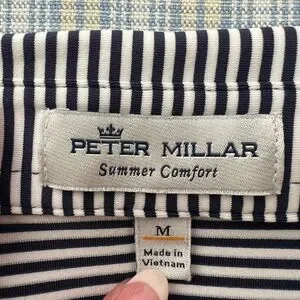 PETER MILLAR
Summer Comfort
M
Made in
Vietnam